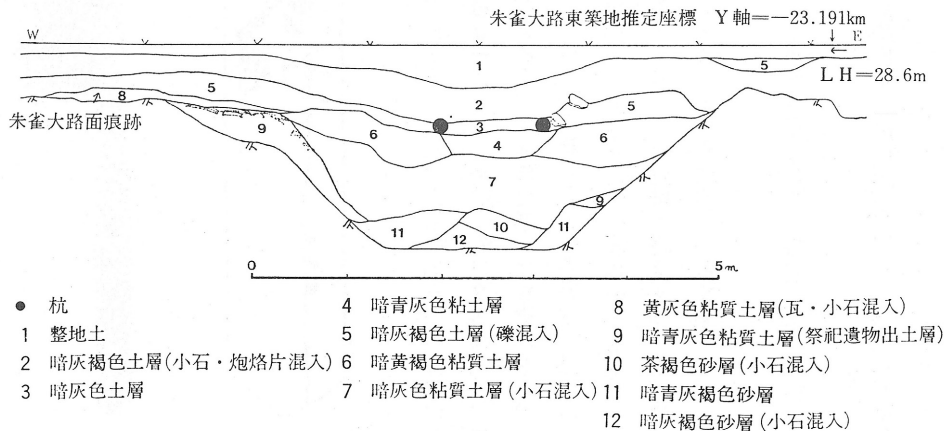 朱雀大路東築地推定座標 Y軸=−23.191km
W
E
↓
←
LH=28.6m
1
5
2
5
5
8
3
9
6
4
6
7
9
11
10
11
12
朱雀大路面痕跡
0
5m
● 杭
1 整地土
2 暗灰褐色土層(小石・炮烙片混入)
3 暗灰色土層
4 暗青灰色粘土層
5 暗灰褐色土層(礫混入)
6 暗黄褐色粘質土層
7 暗灰色粘質土層(小石混入)
8 黄灰色粘質土層(瓦・小石混入)
9 暗青灰色粘質土層(祭祀遺物出土層)
10 茶褐色砂層(小石混入)
11 暗青灰褐色砂層
12 暗灰褐色砂層(小石混入)